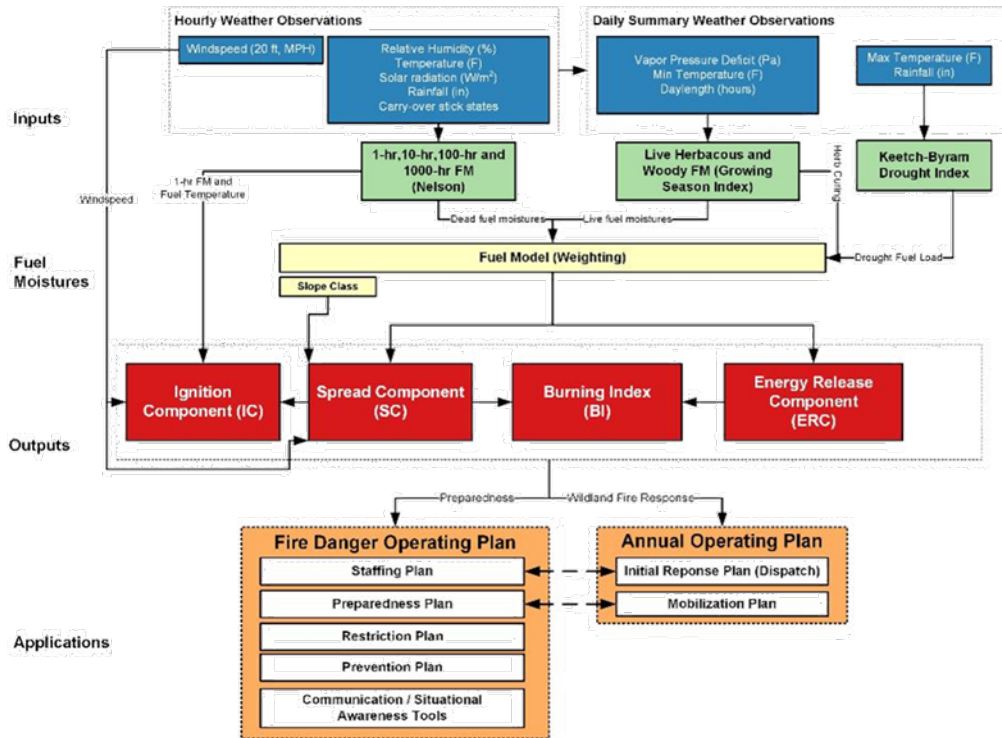 Hourly Weather Observations
Daily Summary Weather Observations
Windspeed (20 ft, MPH)
Relative Humidity (%)
Temperature (F)
Solar radiation (W/m²)
Rainfall (in)
Carry-over stick states
Vapor Pressure Deficit (Pa)
Min Temperature (F)
Daylength (hours)
Max Temperature (F)
Rainfall (in)
Inputs
1-hr,10-hr,100-hr and
1000-hr FM
(Nelson)
Live Herbacous and
Woody FM (Growing
Season Index)
Herb Curing
Keetch-Byram
Drought Index
1-hr FM and
Fuel Temperature
Windspeed
Dead fuel moistures
Live fuel moistures
Fuel
Moistures
Fuel Model (Weighting)
Drought Fuel Load
Slope Class
Ignition
Component (IC)
Spread Component
(SC)
Burning Index
(BI)
Energy Release
Component
(ERC)
Outputs
Preparedness
Wildland Fire Response
Fire Danger Operating Plan
Annual Operating Plan
Staffing Plan
Initial Reponse Plan (Dispatch)
Preparedness Plan
Mobilization Plan
Restriction Plan
Applications
Prevention Plan
Communication / Situational
Awareness Tools